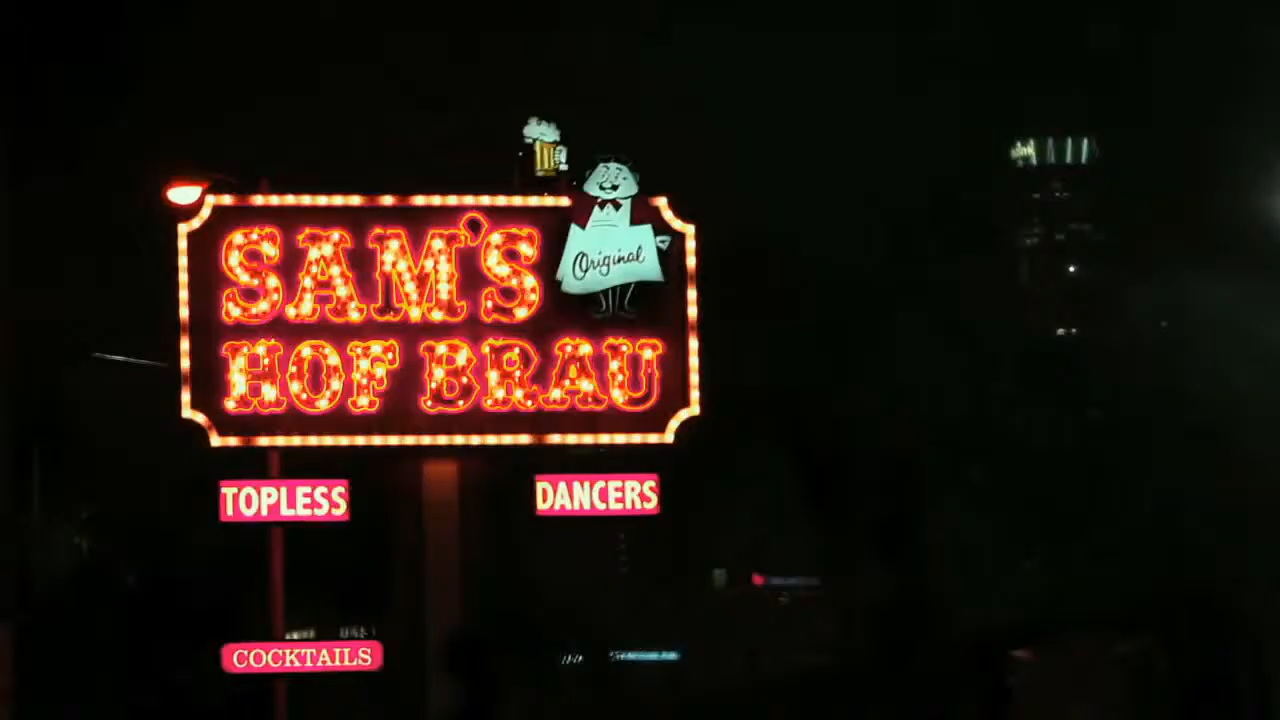 Original
SAM'S
HOF BRAU
TOPLESS
DANCERS
COCKTAILS